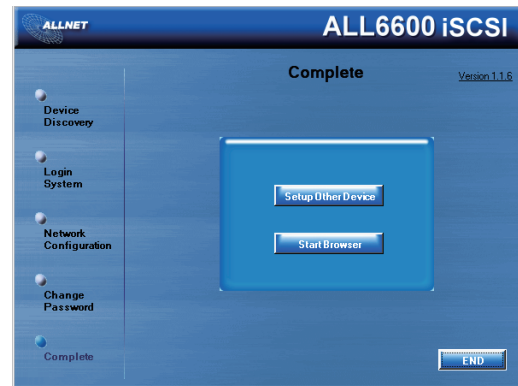 ALLNET
ALL6600 iSCSI
Complete
Version 1.1.6
Device
Discovery
Login
System
Network
Configuration
Change
Password
Complete
Setup Other Device
Start Browser
END